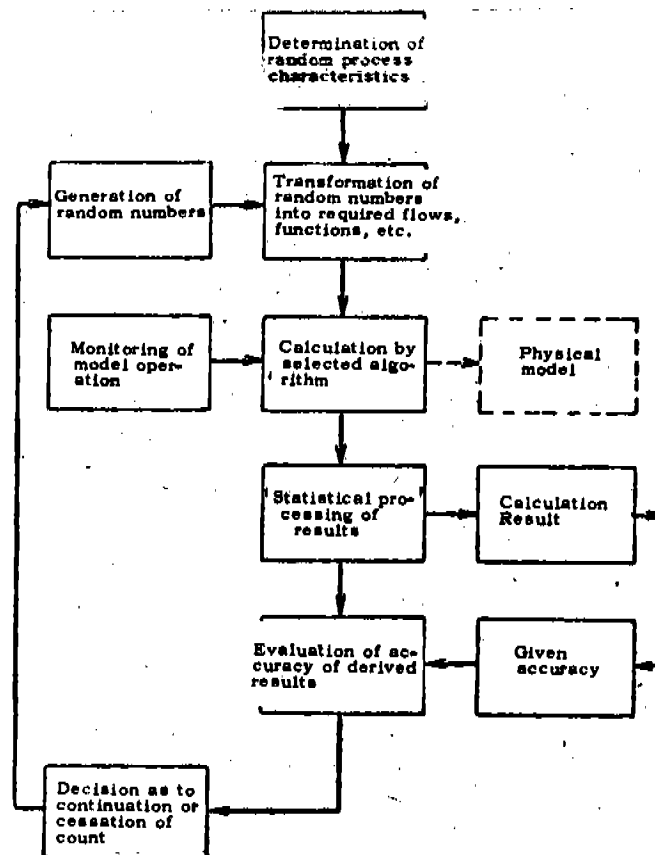 Determination of
random process
characteristics
Generation of
random numbers
Transformation of
random numbers
into required flows,
functions, etc.
Monitoring of
model oper-
ation
Calculation by
selected algo-
rithm
Physical
model
Statistical pro-
cessing of
results
Calculation
Result
Evaluation of ac-
curacy of derived
results
Given
accuracy
Decision as to
continuation or
cessation of
count